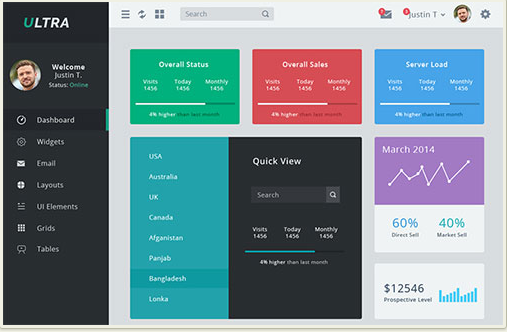 ULTRA
Search
Justin T
Welcome
Justin T.
Status: Online
Dashboard
Widgets
Email
Layouts
UI Elements
Grids
Tables
Overall Status
Visits Today Monthly
1456 1456 1456
4% higher than last month
Overall Sales
Visits Today Monthly
1456 1456 1456
4% higher than last month
Server Load
Visits Today Monthly
1456 1456 1456
4% higher than last month
USA
Australia
UK
Canada
Afganistan
Panjab
Bangladesh
Lonka
Quick View
Search
Visits Today Monthly
1456 1456 1456
4% higher than last month
March 2014
60% 40%
Direct Sell Market Sell
$12546
Prospective Level